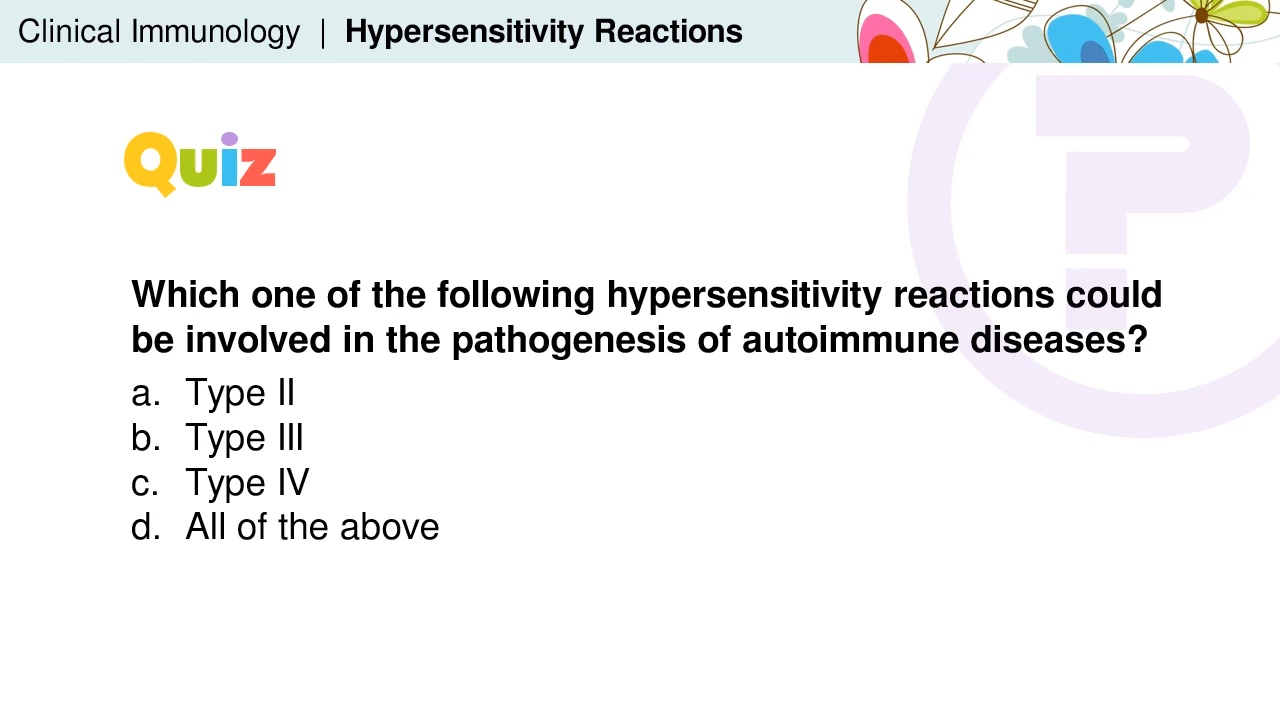 Clinical Immunology | Hypersensitivity Reactions
Quiz
Which one of the following hypersensitivity reactions could
be involved in the pathogenesis of autoimmune diseases?
a. Type II
b. Type III
c. Type IV
d. All of the above